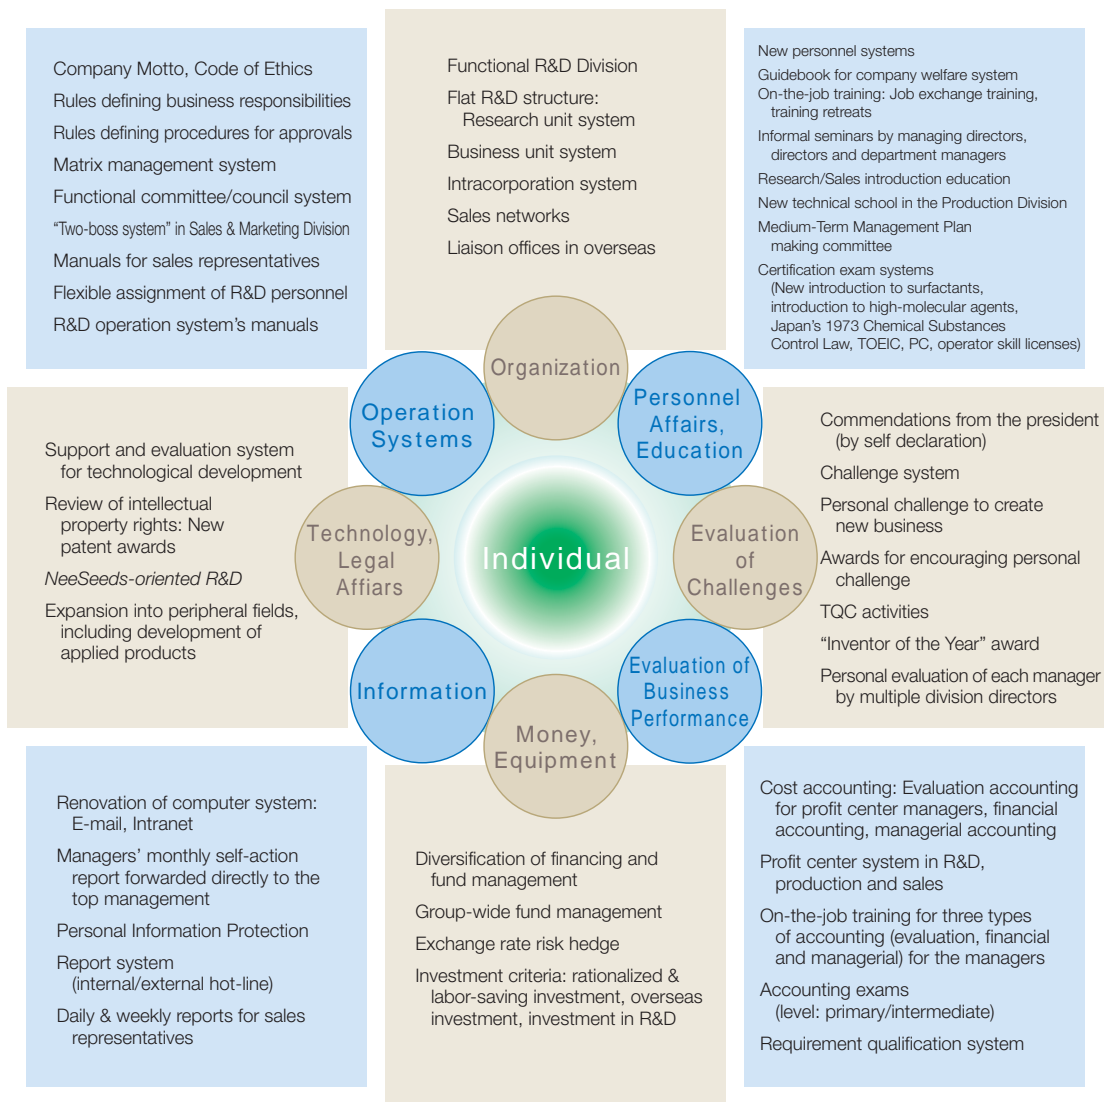 Company Motto, Code of Ethics
Rules defining business responsibilities
Rules defining procedures for approvals
Matrix management system
Functional committee/council system
“Two-boss system” in Sales & Marketing Division
Manuals for sales representatives
Flexible assignment of R&D personnel
R&D operation system’s manuals
Functional R&D Division
Flat R&D structure:
Research unit system
Business unit system
Intracorporation system
Sales networks
Liaison offices in overseas
New personnel systems
Guidebook for company welfare system
On-the-job training: Job exchange training,
training retreats
Informal seminars by managing directors,
directors and department managers
Research/Sales introduction education
New technical school in the Production Division
Medium-Term Management Plan
making committee
Certification exam systems
(New introduction to surfactants,
introduction to high-molecular agents,
Japan’s 1973 Chemical Substances
Control Law, TOEIC, PC, operator skill licenses)
Organization
Operation
Systems
Personnel
Affairs,
Education
Support and evaluation system
for technological development
Review of intellectual
property rights: New
patent awards
NeeSeeds-oriented R&D
Expansion into peripheral fields,
including development of
applied products
Technology,
Legal
Affiars
Individual
Evaluation
of
Challenges
Commendations from the president
(by self declaration)
Challenge system
Personal challenge to create
new business
Awards for encouraging personal
challenge
TQC activities
“Inventor of the Year” award
Personal evaluation of each manager
by multiple division directors
Information
Money,
Equipment
Evaluation of
Business
Performance
Renovation of computer system:
E-mail, Intranet
Managers’ monthly self-action
report forwarded directly to the
top management
Personal Information Protection
Report system
(internal/external hot-line)
Daily & weekly reports for sales
representatives
Diversification of financing and
fund management
Group-wide fund management
Exchange rate risk hedge
Investment criteria: rationalized &
labor-saving investment, overseas
investment, investment in R&D
Cost accounting: Evaluation accounting
for profit center managers, financial
accounting, managerial accounting
Profit center system in R&D,
production and sales
On-the-job training for three types
of accounting (evaluation, financial
and managerial) for the managers
Accounting exams
(level: primary/intermediate)
Requirement qualification system